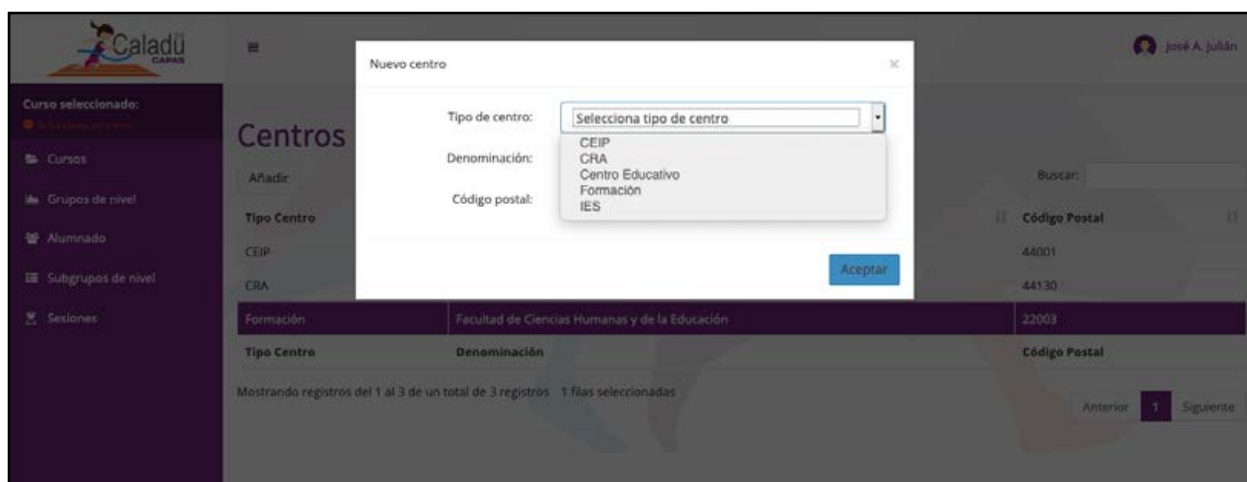 Caladü
CAPAS
José A. Julián
Nuevo centro
×
Curso seleccionado:
Cursos
Grupos de nivel
Alumnado
Subgrupos de nivel
Sesiones
Centros
Añadir
Buscar:
Tipo de centro:
Selecciona tipo de centro
CEIP
CRA
Centro Educativo
Formación
IES
Denominación:
Código postal:
Aceptar
Tipo Centro Código Postal
CEIP 44001
CRA 44130
Formación Facultad de Ciencias Humanas y de la Educación 22003
Tipo Centro Denominación Código Postal
Mostrando registros del 1 al 3 de un total de 3 registros 1 filas seleccionadas
Anterior 1 Siguiente